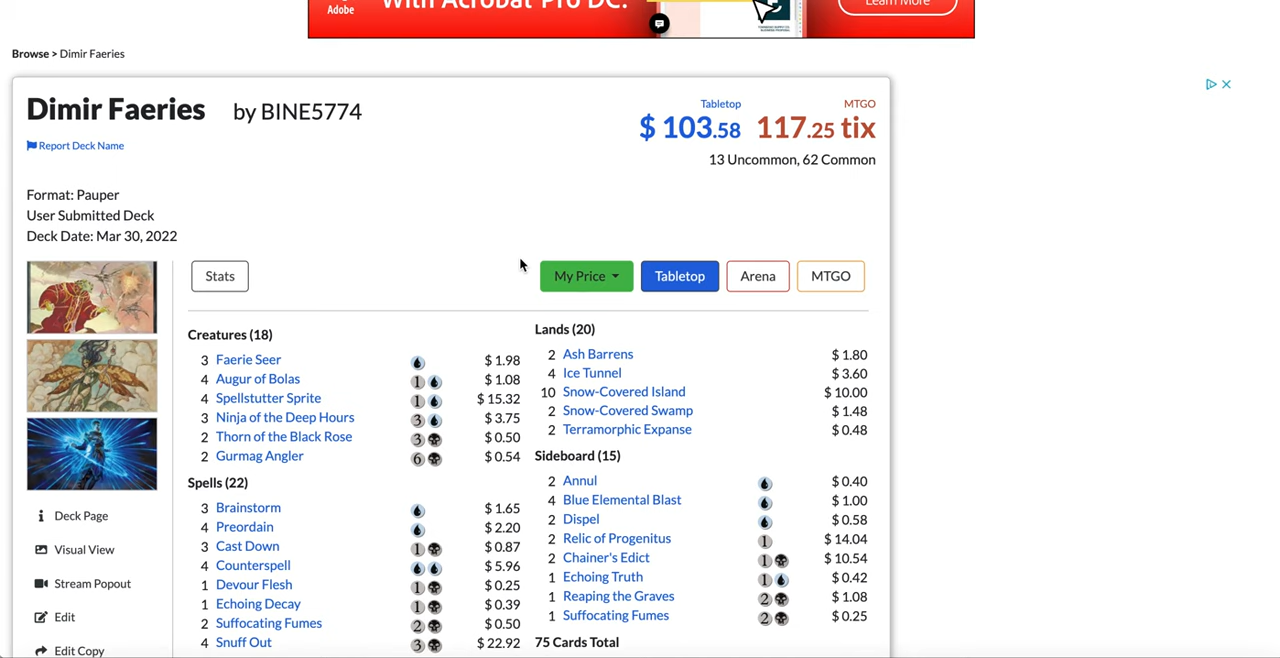 Adobe
With Acrobat Pro DC.
Learn More
Browse > Dimir Faeries
Dimir Faeries by BINE5774
Tabletop MTGO
$ 103.58 117.25 tix
Report Deck Name
13 Uncommon, 62 Common
Format: Pauper
User Submitted Deck
Deck Date: Mar 30, 2022
Stats
My Price
Tabletop
Arena
MTGO
Creatures (18)
3 Faerie Seer $ 1.98
4 Augur of Bolas 1 $ 1.08
4 Spellstutter Sprite 1 $ 15.32
3 Ninja of the Deep Hours 3 $ 3.75
2 Thorn of the Black Rose 3 $ 0.50
2 Gurmag Angler 6 $ 0.54
Spells (22)
3 Brainstorm $ 1.65
4 Preordain $ 2.20
3 Cast Down 1 $ 0.87
4 Counterspell $ 5.96
1 Devour Flesh 1 $ 0.25
1 Echoing Decay 1 $ 0.39
2 Suffocating Fumes 2 $ 0.50
4 Snuff Out 3 $ 22.92
Lands (20)
2 Ash Barrens $ 1.80
4 Ice Tunnel $ 3.60
10 Snow-Covered Island $ 10.00
2 Snow-Covered Swamp $ 1.48
2 Terramorphic Expanse $ 0.48
Sideboard (15)
2 Annul $ 0.40
4 Blue Elemental Blast $ 1.00
2 Dispel $ 0.58
2 Relic of Progenitus 1 $ 14.04
2 Chainer's Edict 1 $ 10.54
1 Echoing Truth 1 $ 0.42
1 Reaping the Graves 2 $ 1.08
1 Suffocating Fumes 2 $ 0.25
75 Cards Total
Deck Page
Visual View
Stream Popout
Edit
Edit Copy